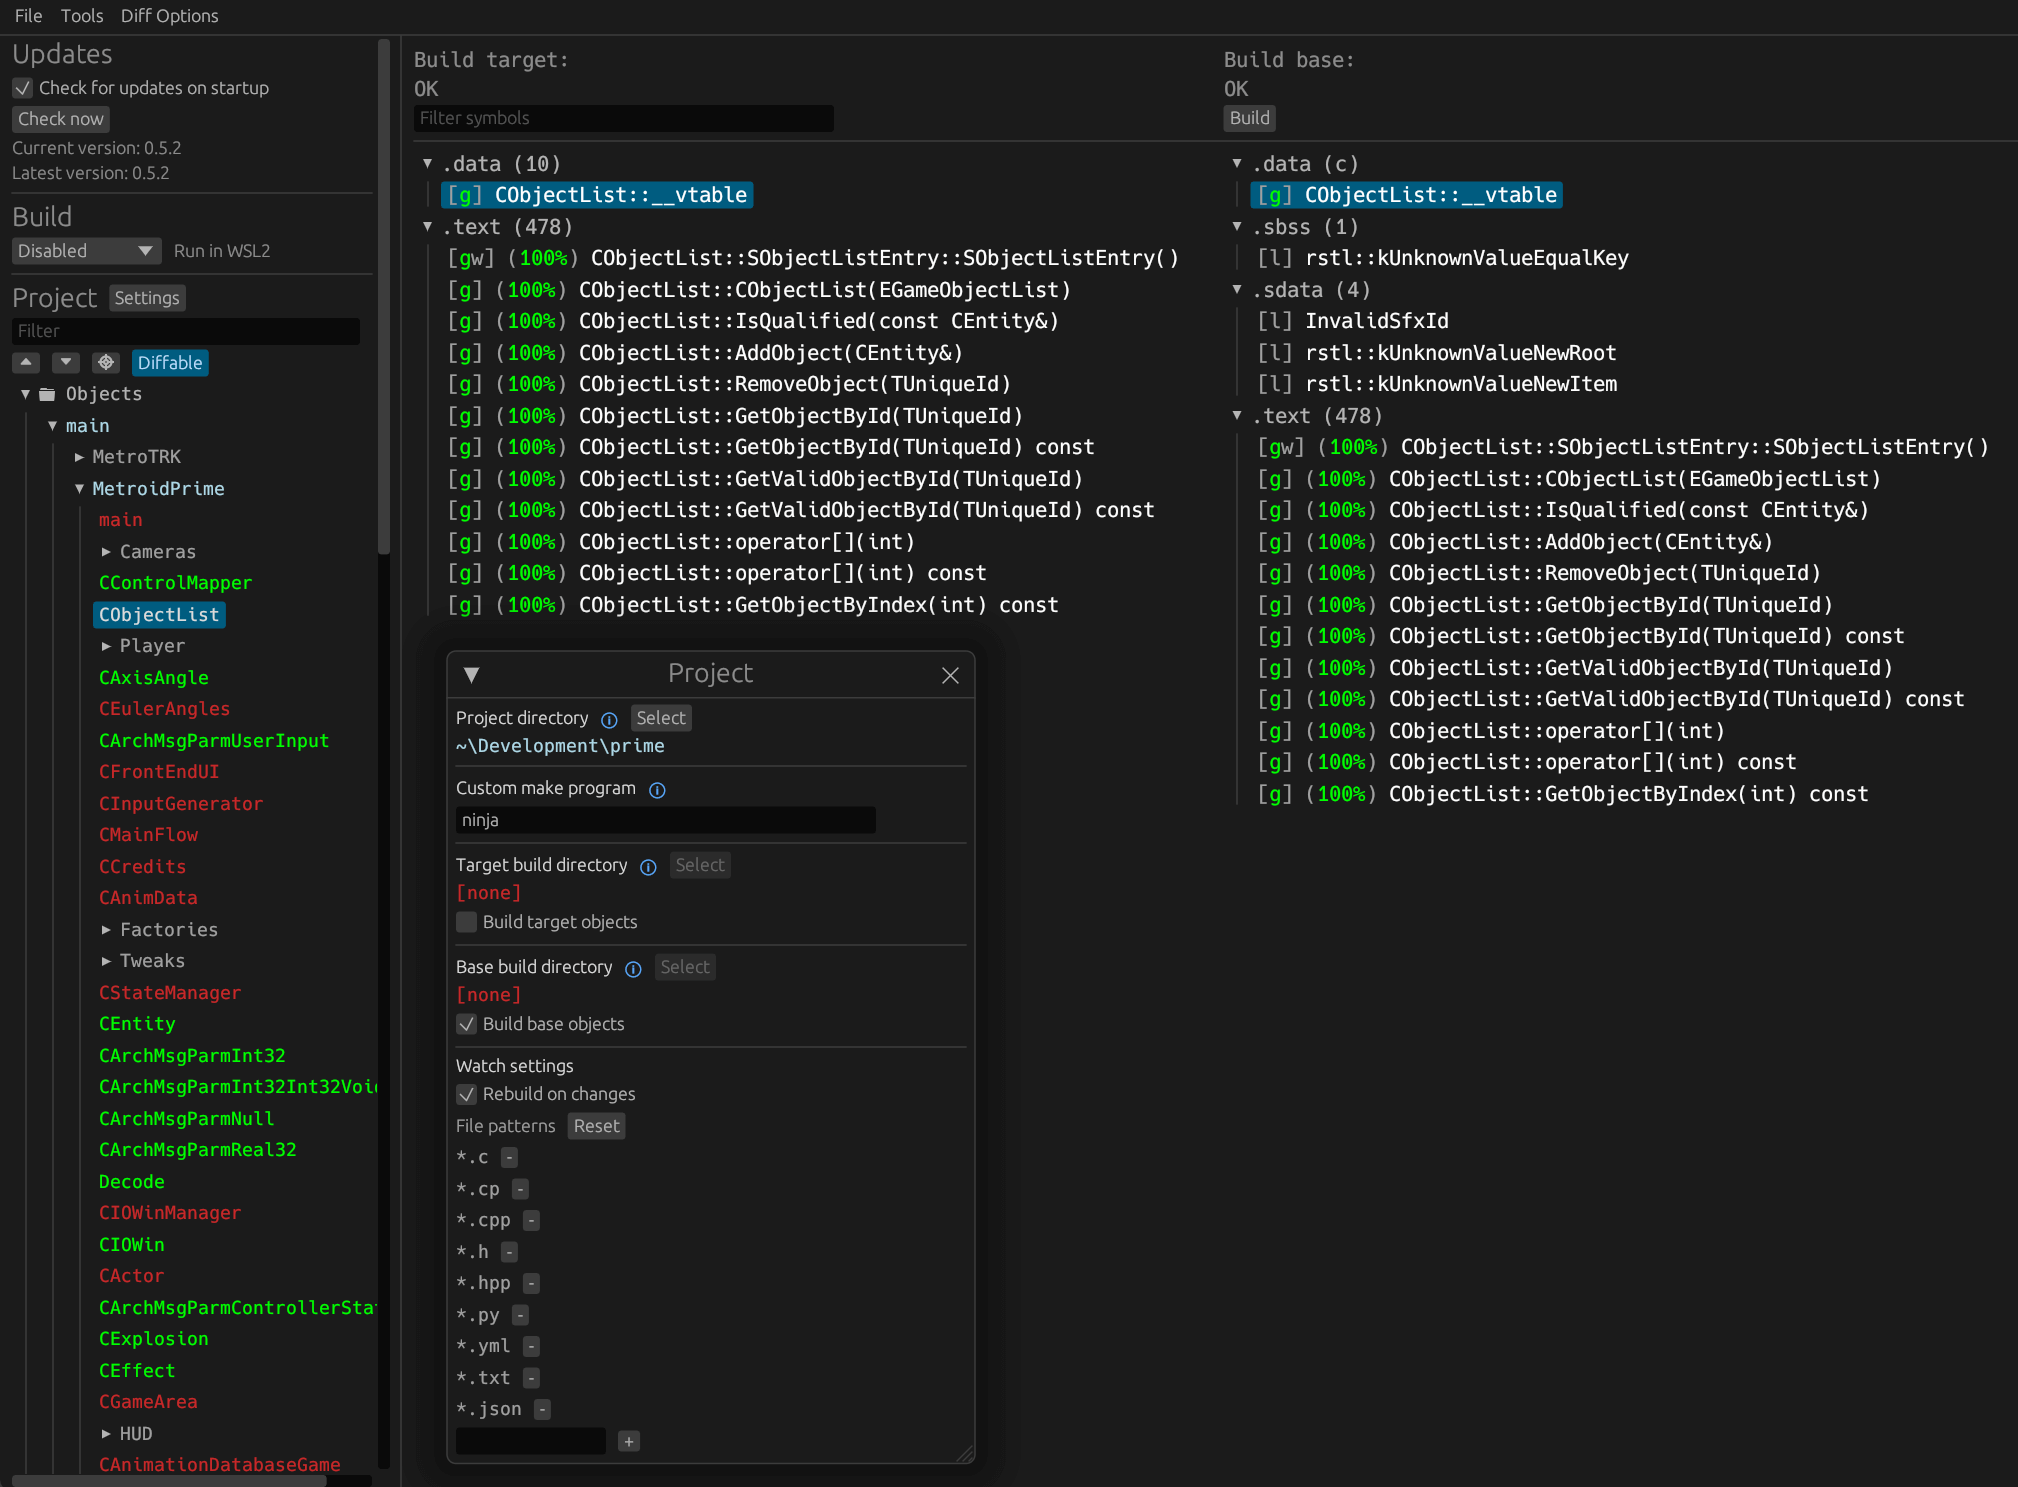 File Tools Diff Options
Updates
Check for updates on startup
Check now
Current version: 0.5.2
Latest version: 0.5.2
Build
Disabled Run in WSL2
Project Settings
Filter
Diffable
Objects
main
MetroTRK
MetroidPrime
main
Cameras
CControlMapper
CObjectList
Player
CAxisAngle
CEulerAngles
CArchMsgParmUserInput
CFrontEndUI
CInputGenerator
CMainFlow
CCredits
CAnimData
Factories
Tweaks
CStateManager
CEntity
CArchMsgParmInt32
CArchMsgParmInt32Int32Voi
CArchMsgParmNull
CArchMsgParmReal32
Decode
CIOWinManager
CIOWin
CActor
CArchMsgParmControllerSta
CExplosion
CEffect
CGameArea
HUD
CAnimationDatabaseGame
Build target:
OK
Filter symbols
.data (10)
[g] CObjectList::__vtable
.text (478)
[gw] (100%) CObjectList::SObjectListEntry::SObjectListEntry()
[g] (100%) CObjectList::CObjectList(EGameObjectList)
[g] (100%) CObjectList::IsQualified(const CEntity&)
[g] (100%) CObjectList::AddObject(CEntity&)
[g] (100%) CObjectList::RemoveObject(TUniqueId)
[g] (100%) CObjectList::GetObjectById(TUniqueId)
[g] (100%) CObjectList::GetObjectById(TUniqueId) const
[g] (100%) CObjectList::GetValidObjectById(TUniqueId)
[g] (100%) CObjectList::GetValidObjectById(TUniqueId) const
[g] (100%) CObjectList::operator[](int)
[g] (100%) CObjectList::operator[](int) const
[g] (100%) CObjectList::GetObjectByIndex(int) const
Build base:
OK
Build
.data (c)
[g] CObjectList::__vtable
.sbss (1)
[l] rstl::kUnknownValueEqualKey
.sdata (4)
[l] InvalidSfxId
[l] rstl::kUnknownValueNewRoot
[l] rstl::kUnknownValueNewItem
.text (478)
[gw] (100%) CObjectList::SObjectListEntry::SObjectListEntry()
[g] (100%) CObjectList::CObjectList(EGameObjectList)
[g] (100%) CObjectList::IsQualified(const CEntity&)
[g] (100%) CObjectList::AddObject(CEntity&)
[g] (100%) CObjectList::RemoveObject(TUniqueId)
[g] (100%) CObjectList::GetObjectById(TUniqueId)
[g] (100%) CObjectList::GetObjectById(TUniqueId) const
[g] (100%) CObjectList::GetValidObjectById(TUniqueId)
[g] (100%) CObjectList::GetValidObjectById(TUniqueId) const
[g] (100%) CObjectList::operator[](int)
[g] (100%) CObjectList::operator[](int) const
[g] (100%) CObjectList::GetObjectByIndex(int) const
Project
Project directory Select
~\Development\prime
Custom make program
ninja
Target build directory Select
[none]
Build target objects
Base build directory Select
[none]
Build base objects
Watch settings
Rebuild on changes
File patterns Reset
*.c -
*.cp -
*.cpp -
*.h -
*.hpp -
*.py -
*.yml -
*.txt -
*.json -
+